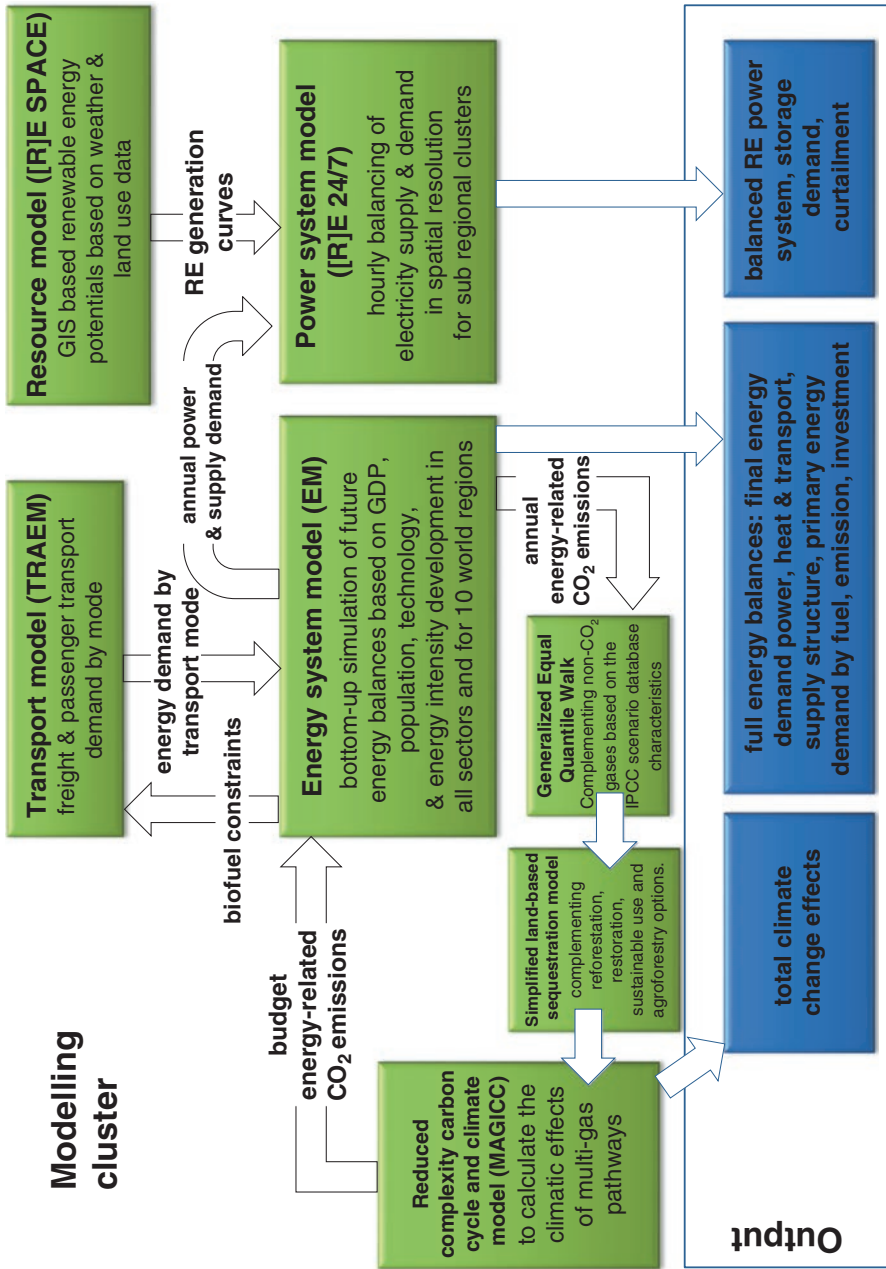 Modelling
cluster
Transport model (TRAEM)
freight & passenger transport
demand by mode
Resource model ([R]E SPACE)
GIS based renewable energy
potentials based on weather &
land use data
biofuel constraints
energy demand by
transport mode
annual power
& supply demand
RE generation
curves
budget
energy-related
CO₂ emissions
Energy system model (EM)
bottom-up simulation of future
energy balances based on GDP,
population, technology,
& energy intensity development in
all sectors and for 10 world regions
Power system model
([R]E 24/7)
hourly balancing of
electricity supply & demand
in spatial resolution
for sub regional clusters
Reduced
complexity carbon
cycle and climate
model (MAGICC)
to calculate the
climatic effects
of multi-gas
pathways
Simplified land-based
sequestration model
complementing
reforestation,
restoration,
sustainable use and
agroforestry options.
Generalized Equal
Quantile Walk
Complementing non-CO₂
gases based on the
IPCC scenario database
characteristics
annual
energy-related
CO₂ emissions
Output
total climate
change effects
full energy balances: final energy
demand power, heat & transport,
supply structure, primary energy
demand by fuel, emission, investment
balanced RE power
system, storage
demand,
curtailment